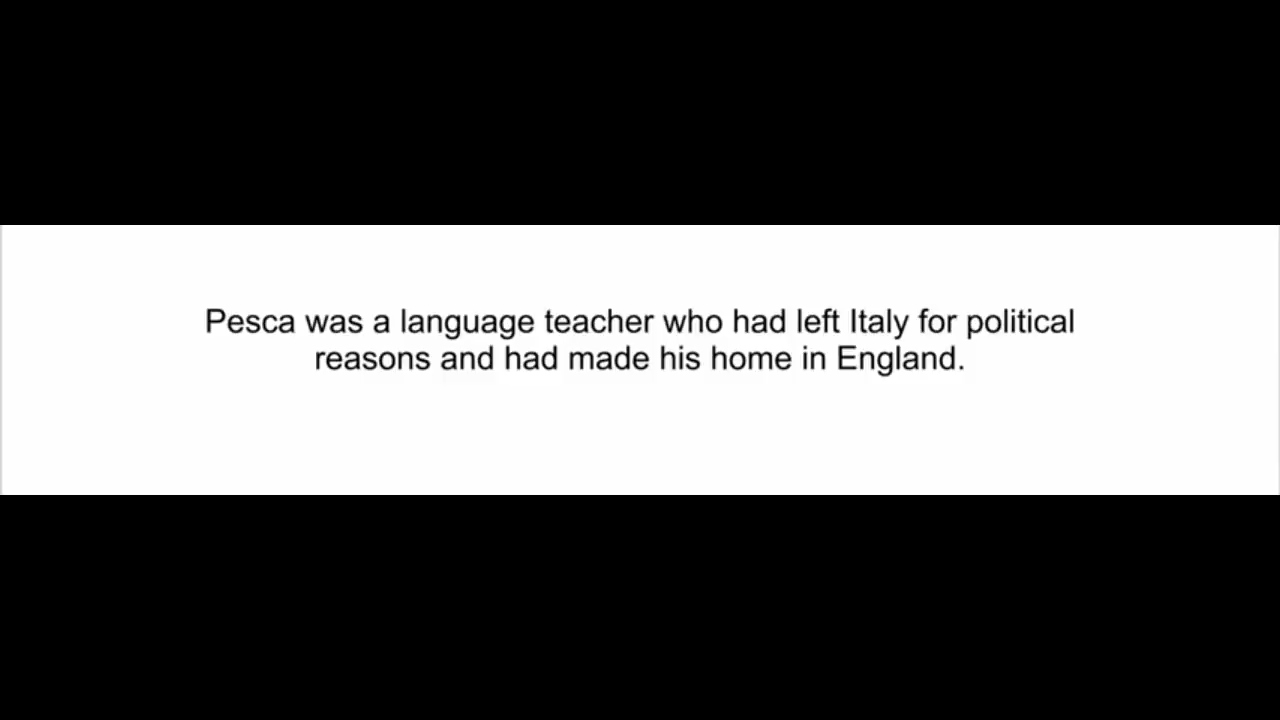 Pesca was a language teacher who had left Italy for political
reasons and had made his home in England.